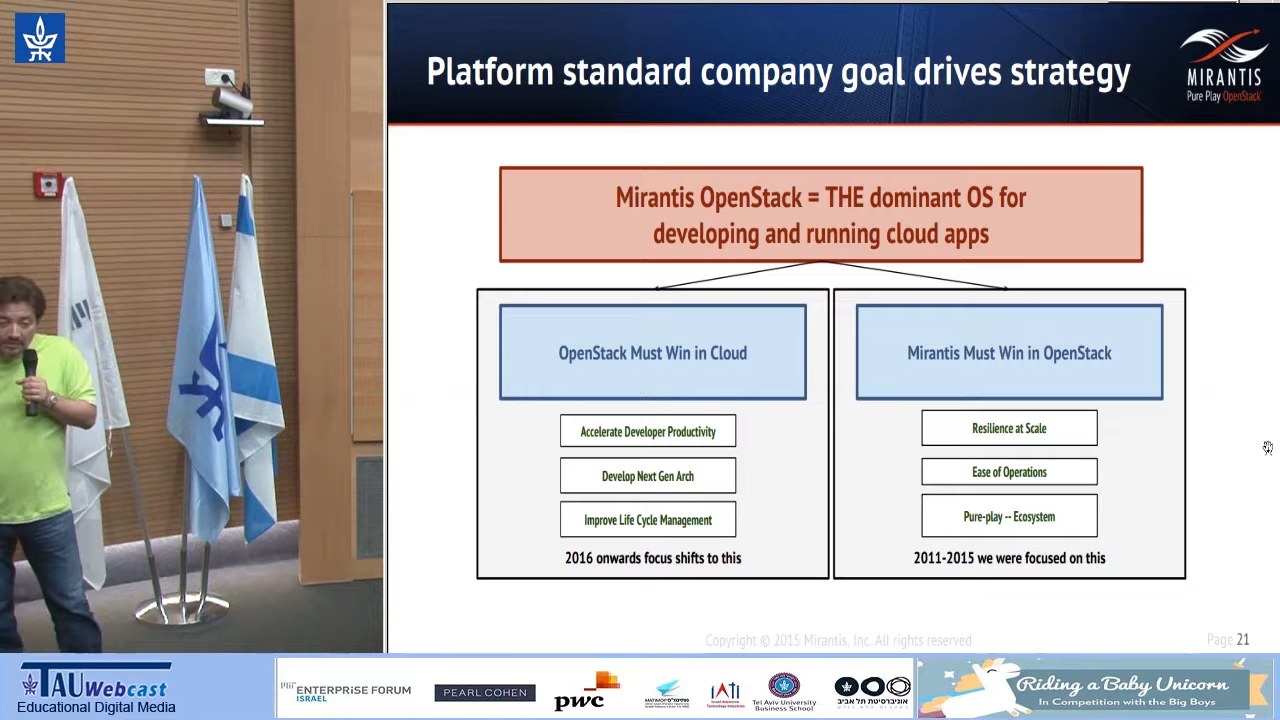 Platform standard company goal drives strategy
MIRANTIS
Pure Play OpenStack
Mirantis OpenStack = THE dominant OS for
developing and running cloud apps
OpenStack Must Win in Cloud
Accelerate Developer Productivity
Develop Next Gen Arch
Improve Life Cycle Management
2016 onwards focus shifts to this
Mirantis Must Win in OpenStack
Resilience at Scale
Ease of Operations
Pure-play -- Ecosystem
2011-2015 we were focused on this
Copyright © 2015 Mirantis, Inc. All rights reserved
Page 21
TAU Webcast
Educational Digital Media
MIT
ENTERPRISE FORUM
ISRAEL
PEARL COHEN
pwc
IATI
Tel Aviv University
Business School
אוניברסיטת תל אביב
Riding a Baby Unicorn
In Competition with the Big Boys